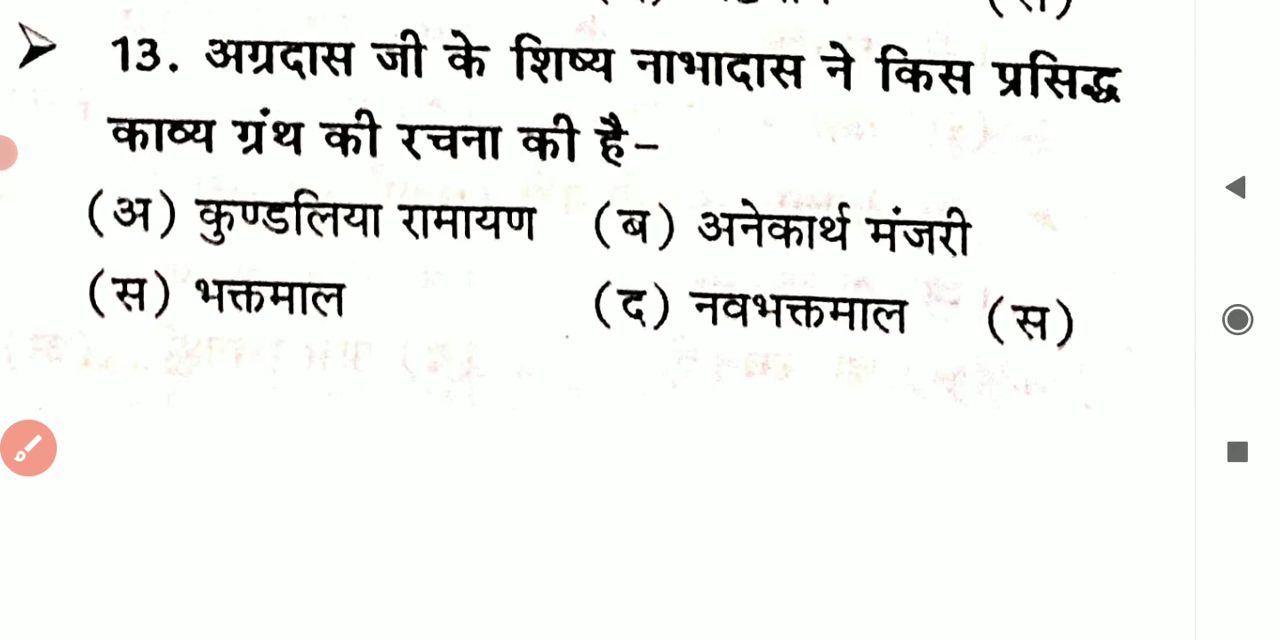 13. अग्रदास जी के शिष्य नाभादास ने किस प्रसिद्ध
काव्य ग्रंथ की रचना की है–
(अ) कुण्डलिया रामायण (ब) अनेकार्थ मंजरी
(स) भक्तमाल (द) नवभक्तमाल (स)